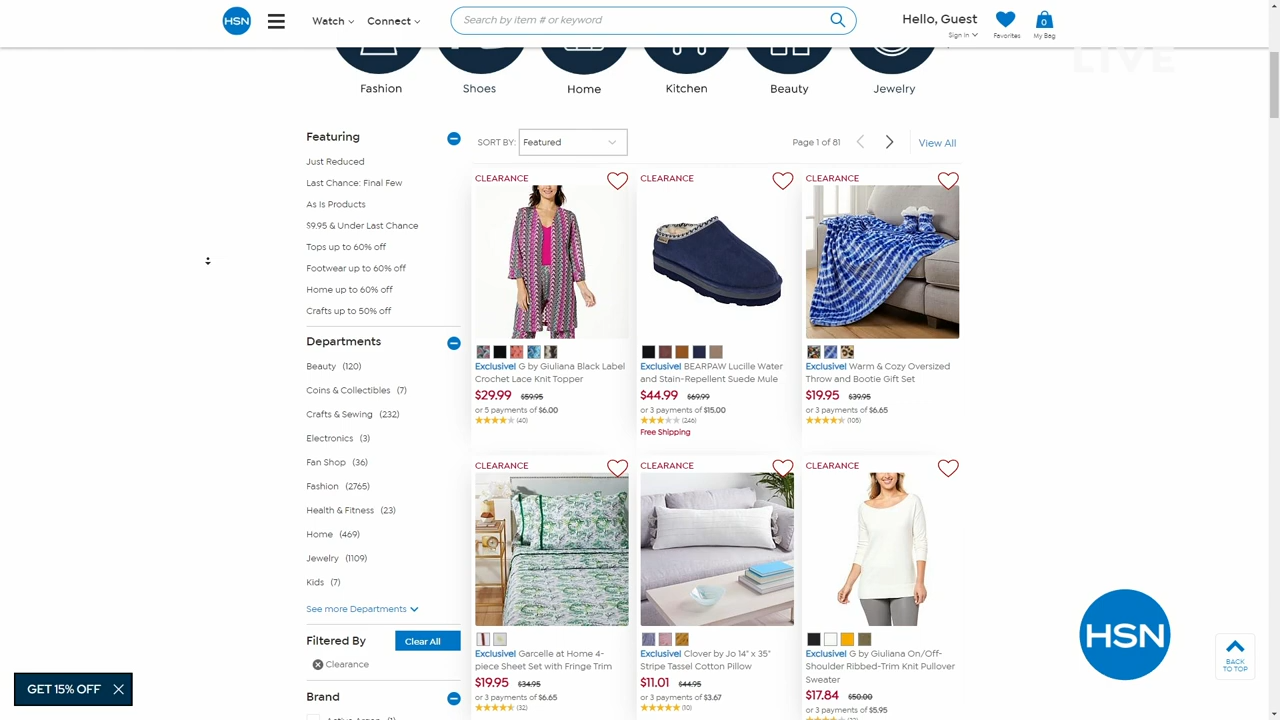 HSN
Watch
Connect
Search by item # or keyword
Hello, Guest
Sign In
Favorites
0
My Bag
LIVE
Fashion
Shoes
Home
Kitchen
Beauty
Jewelry
Featuring
Just Reduced
Last Chance: Final Few
As Is Products
$9.95 & Under Last Chance
Tops up to 60% off
Footwear up to 60% off
Home up to 60% off
Crafts up to 50% off
Departments
Beauty (120)
Coins & Collectibles (7)
Crafts & Sewing (232)
Electronics (3)
Fan Shop (36)
Fashion (2765)
Health & Fitness (23)
Home (469)
Jewelry (1109)
Kids (7)
See more Departments
Filtered By
Clear All
Clearance
Brand
SORT BY:
Featured
Page 1 of 81
View All
CLEARANCE
Exclusive! G by Giuliana Black Label
Crochet Lace Knit Topper
$29.99 $59.95
or 5 payments of $6.00
(40)
CLEARANCE
Exclusive! BEARPAW Lucille Water
and Stain-Repellent Suede Mule
$44.99 $69.99
or 3 payments of $15.00
(246)
Free Shipping
CLEARANCE
Exclusive! Warm & Cozy Oversized
Throw and Bootie Gift Set
$19.95 $39.95
or 3 payments of $6.65
(105)
CLEARANCE
Exclusive! Garcelle at Home 4-
piece Sheet Set with Fringe Trim
$19.95 $34.95
or 3 payments of $6.65
(32)
CLEARANCE
Exclusive! Clover by Jo 14" x 35"
Stripe Tassel Cotton Pillow
$11.01 $44.95
or 3 payments of $3.67
(10)
CLEARANCE
Exclusive! G by Giuliana On/Off-
Shoulder Ribbed-Trim Knit Pullover
Sweater
$17.84 $50.00
or 3 payments of $5.95
GET 15% OFF
HSN
BACK
TO TOP